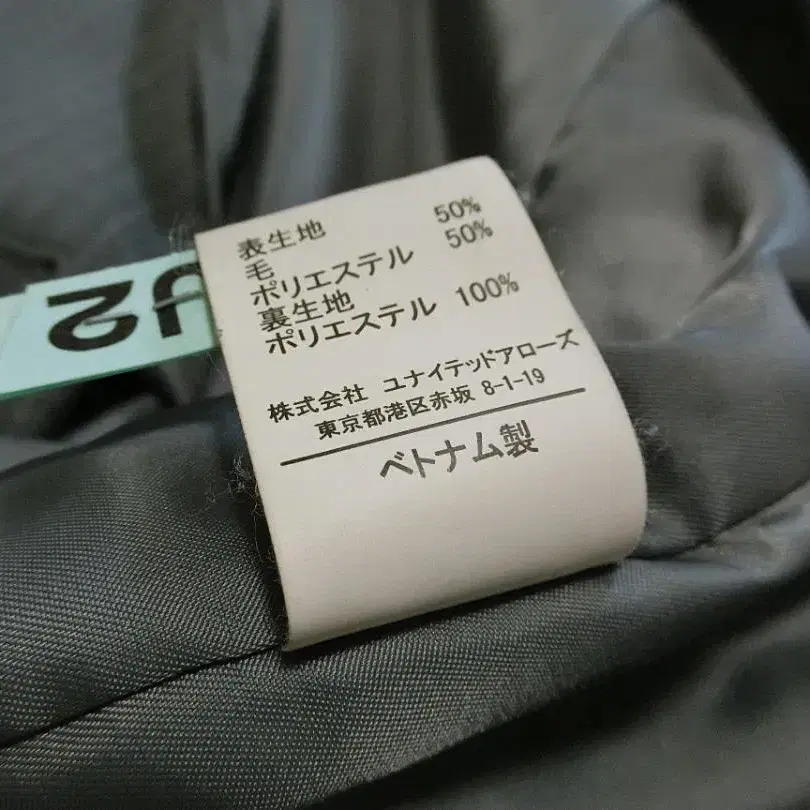 表生地
毛 50%
ポリエステル 50%
裏生地
ポリエステル 100%
株式会社 ユナイテッドアローズ
東京都港区赤坂 8-1-19
ベトナム製